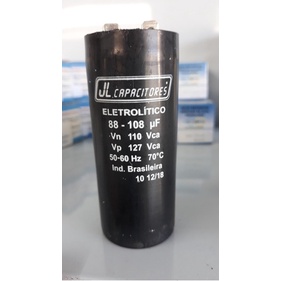 JL CAPACITORES
ELETROLÍTICO
88 - 108 µF
Vn 110 Vca
Vp 127 Vca
50-60 Hz 70°C
Ind. Brasileira
10 12/18